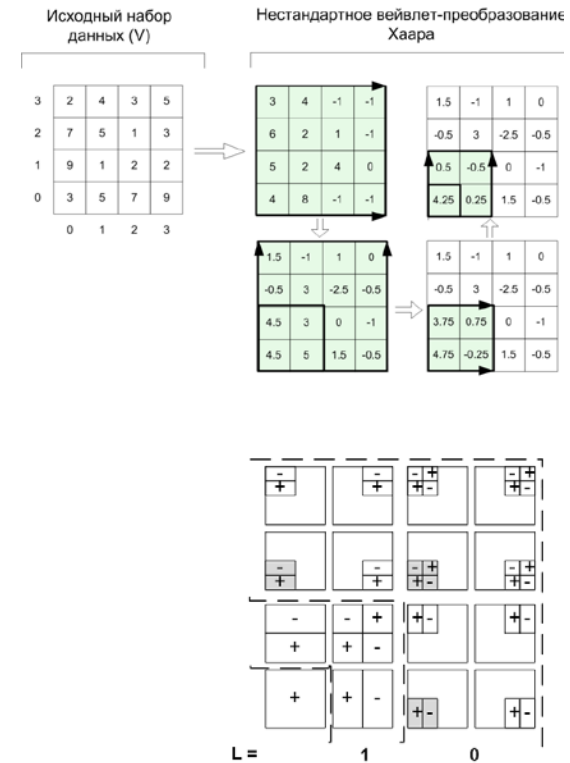 Исходный набор
данных (V)
Нестандартное вейвлет-преобразование
Хаара
3 2 4 3 5
2 7 5 1 3
1 9 1 2 2
0 3 5 7 9
0 1 2 3
3 4 -1 -1
6 2 1 -1
5 2 4 0
4 8 -1 -1
1.5 -1 1 0
-0.5 3 -2.5 -0.5
0.5 -0.5 0 -1
4.25 0.25 1.5 -0.5
1.5 -1 1 0
-0.5 3 -2.5 -0.5
4.5 3 0 -1
4.5 5 1.5 -0.5
1.5 -1 1 0
-0.5 3 -2.5 -0.5
3.75 0.75 0 -1
4.75 -0.25 1.5 -0.5
- - - + - +
+ + + - + -
- - - + - +
+ + + - + -
- - + + - + -
+ + -
+ + - + - + -
L = 1 0